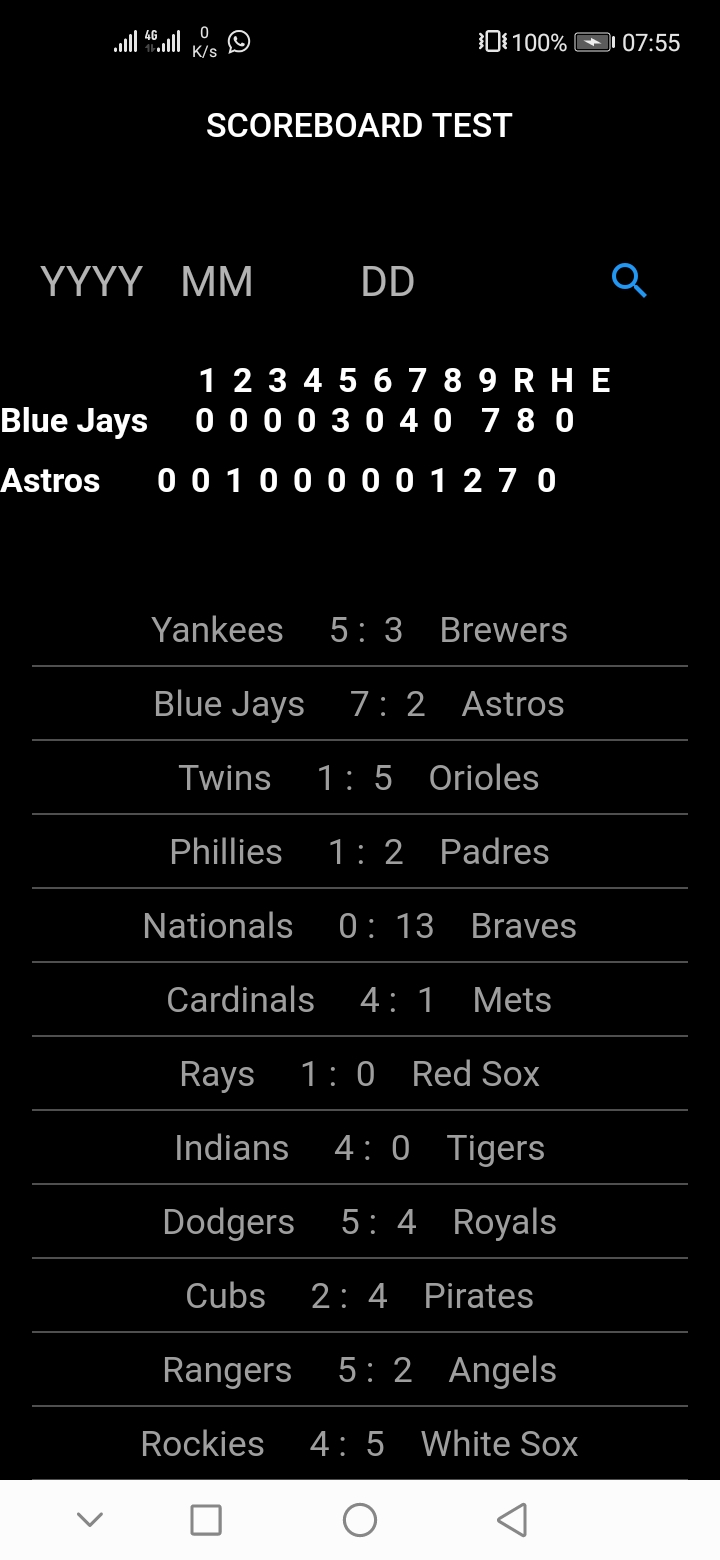 4G 0 K/s 100% 07:55
SCOREBOARD TEST
YYYY MM DD
1 2 3 4 5 6 7 8 9 R H E
Blue Jays 0 0 0 0 3 0 4 0 7 8 0
Astros 0 0 1 0 0 0 0 0 1 2 7 0
Yankees 5 : 3 Brewers
Blue Jays 7 : 2 Astros
Twins 1 : 5 Orioles
Phillies 1 : 2 Padres
Nationals 0 : 13 Braves
Cardinals 4 : 1 Mets
Rays 1 : 0 Red Sox
Indians 4 : 0 Tigers
Dodgers 5 : 4 Royals
Cubs 2 : 4 Pirates
Rangers 5 : 2 Angels
Rockies 4 : 5 White Sox